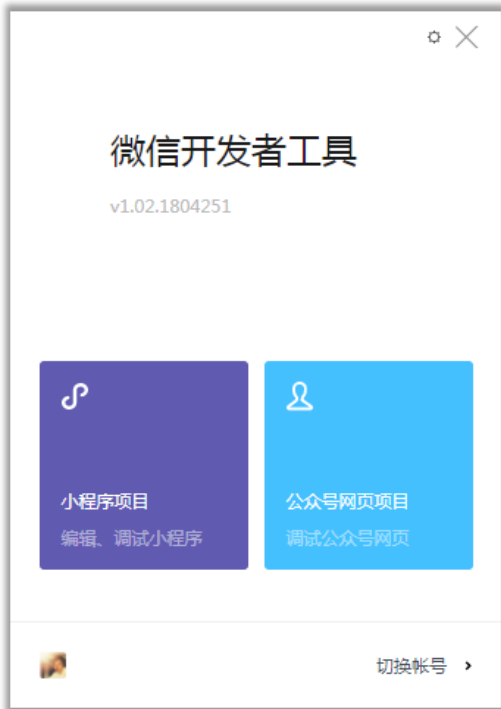 微信开发者工具
v1.02.1804251
小程序项目
编辑、调试小程序
公众号网页项目
调试公众号网页
切换帐号